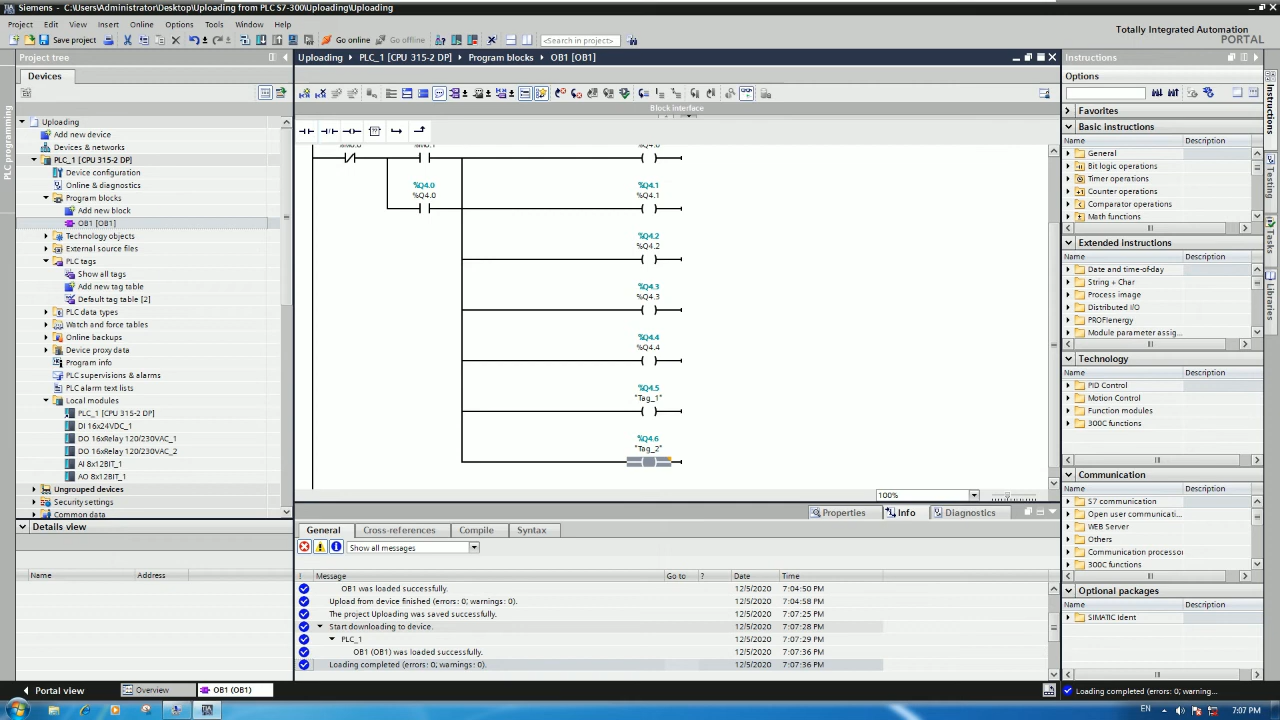 Siemens - C:\Users\Administrator\Desktop\Uploading from PLC S7-300\Uploading\Uploading
Project Edit View Insert Online Options Tools Window Help
Totally Integrated Automation
PORTAL
Save project Go online Go offline <Search in project>
Project tree
Uploading PLC_1 [CPU 315-2 DP] Program blocks OB1 [OB1]
Instructions
Devices
Options
PLC programming
Block interface
Uploading
Add new device
Devices & networks
PLC_1 [CPU 315-2 DP]
Device configuration
Online & diagnostics
Program blocks
Add new block
OB1 [OB1]
Technology objects
External source files
PLC tags
Show all tags
Add new tag table
Default tag table [2]
PLC data types
Watch and force tables
Online backups
Device proxy data
Program info
PLC supervisions & alarms
PLC alarm text lists
Local modules
PLC_1 [CPU 315-2 DP]
DI 16x24VDC_1
DO 16xRelay 120/230VAC_1
DO 16xRelay 120/230VAC_2
AI 8x12BIT_1
AO 8x12BIT_1
Ungrouped devices
Security settings
Common data
Details view
Name Address
%Q4.0
%Q4.0
%Q4.1
%Q4.1
%Q4.2
%Q4.2
%Q4.3
%Q4.3
%Q4.4
%Q4.4
%Q4.5
"Tag_1"
%Q4.6
"Tag_2"
100%
Properties Info Diagnostics
General Cross-references Compile Syntax
Show all messages
! Message Go to ? Date Time
OB1 was loaded successfully. 12/5/2020 7:04:50 PM
Upload from device finished (errors: 0; warnings: 0). 12/5/2020 7:04:58 PM
The project Uploading was saved successfully. 12/5/2020 7:07:25 PM
Start downloading to device. 12/5/2020 7:07:28 PM
PLC_1 12/5/2020 7:07:29 PM
OB1 (OB1) was loaded successfully. 12/5/2020 7:07:36 PM
Loading completed (errors: 0; warnings: 0). 12/5/2020 7:07:36 PM
Favorites
Basic instructions
Name Description
General
Bit logic operations
Timer operations
Counter operations
Comparator operations
Math functions
Extended instructions
Name Description
Date and time-of-day
String + Char
Process image
Distributed I/O
PROFIenergy
Module parameter assig...
Technology
Name Description
PID Control
Motion Control
Function modules
300C functions
Communication
Name Description
S7 communication
Open user communicati...
WEB Server
Others
Communication processor
300C functions
Optional packages
Name Description
SIMATIC Ident
Instructions
Testing
Tasks
Libraries
Portal view Overview OB1 (OB1)
Loading completed (errors: 0; warning...
EN 7:07 PM